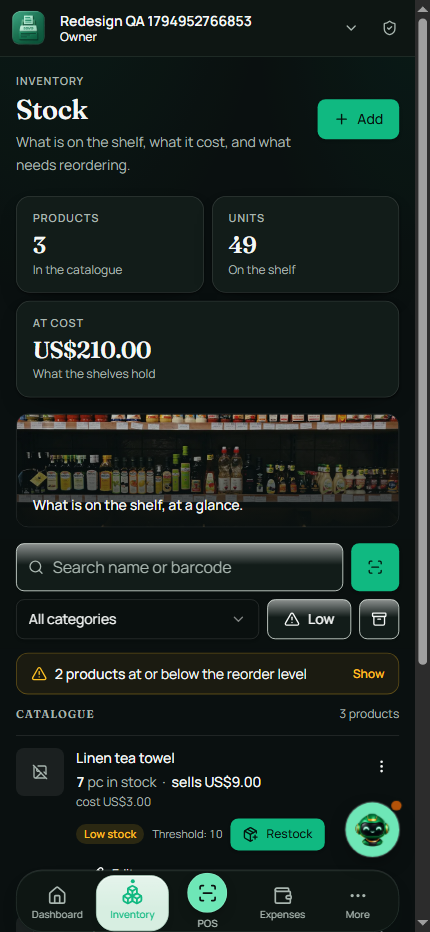 Redesign QA 1794952766853
Owner
INVENTORY
Stock
What is on the shelf, what it cost, and what
needs reordering.
Add
PRODUCTS
3
In the catalogue
UNITS
49
On the shelf
AT COST
US$210.00
What the shelves hold
What is on the shelf, at a glance.
Search name or barcode
All categories
Low
2 products at or below the reorder level
Show
CATALOGUE
3 products
Linen tea towel
7 pc in stock · sells US$9.00
cost US$3.00
Low stock
Threshold: 10
Restock
Dashboard
Inventory
POS
Expenses
More